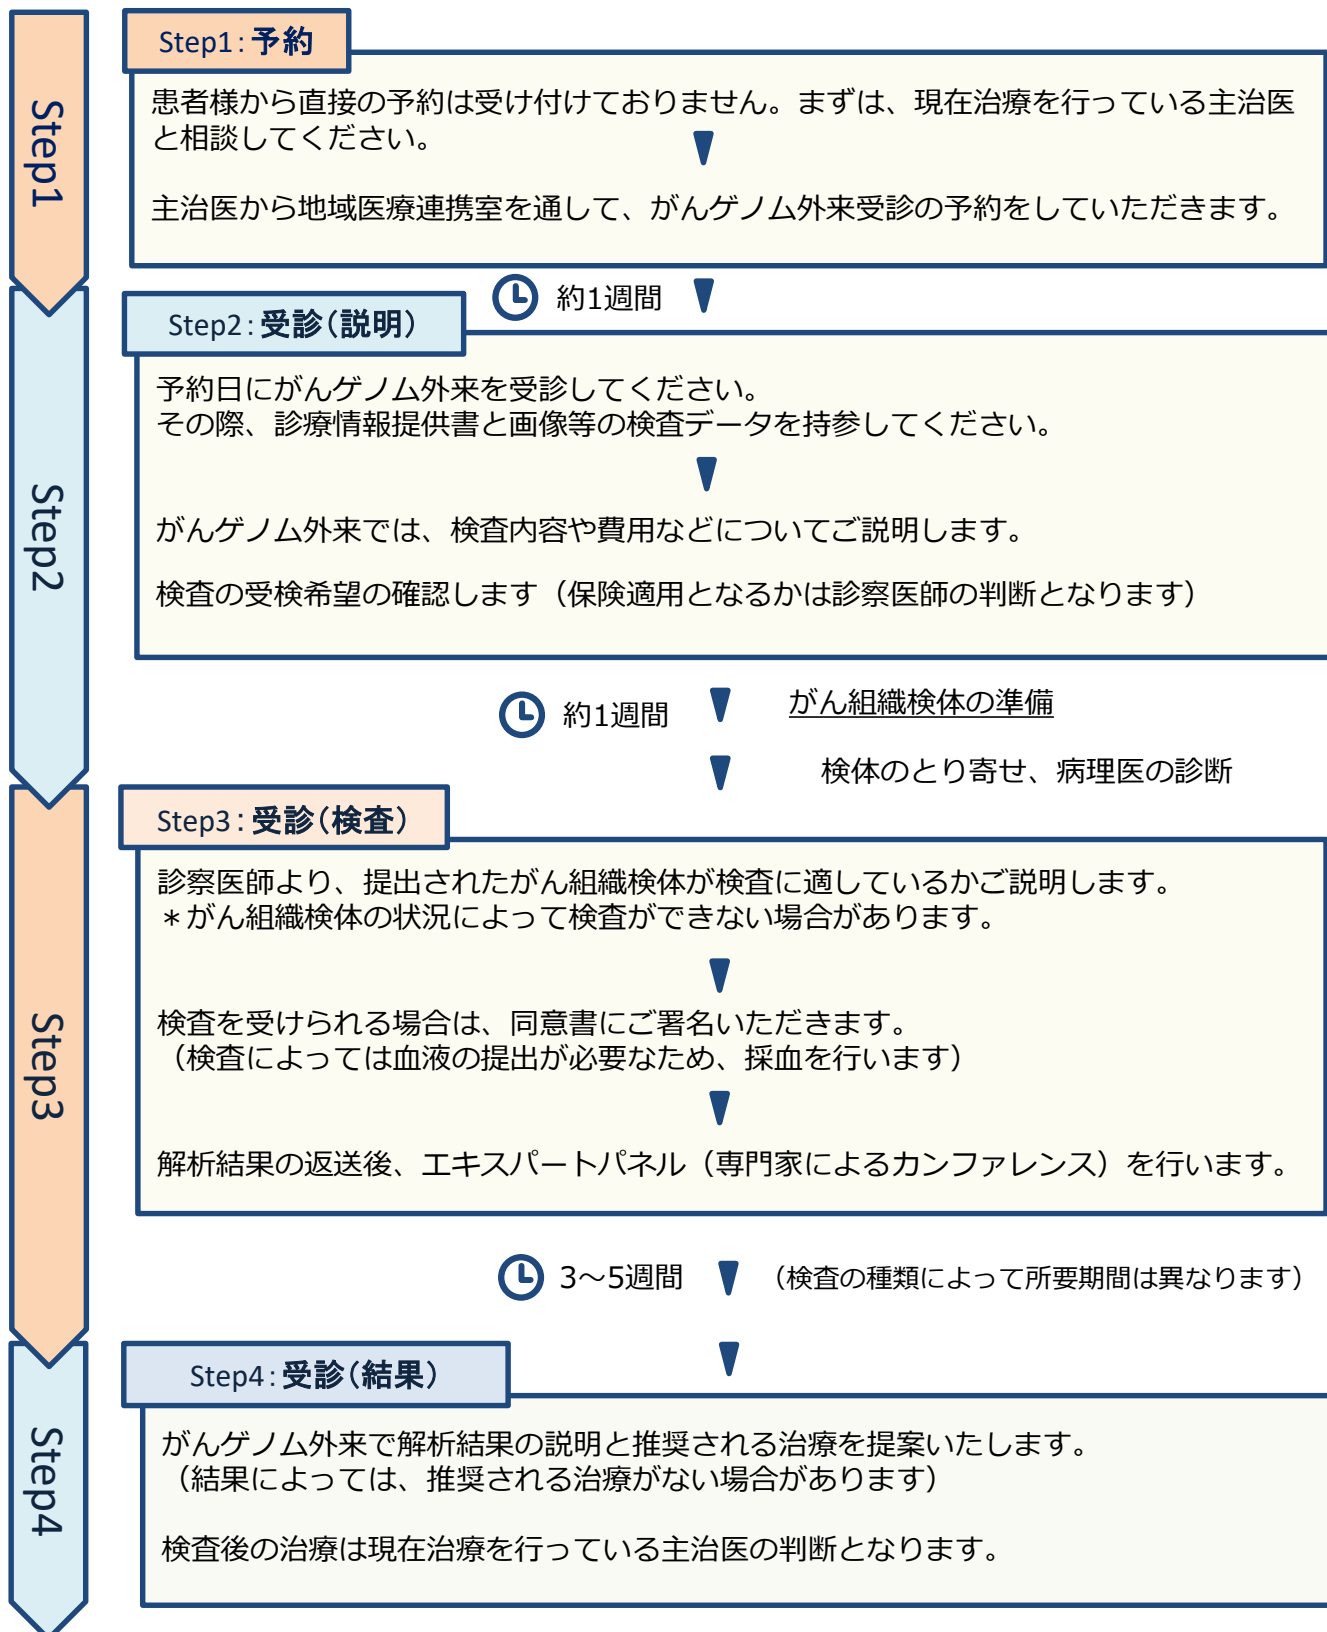 Step1
Step1：予約
患者様から直接の予約は受け付けておりません。まずは、現在治療を行っている主治医
と相談してください。
主治医から地域医療連携室を通して、がんゲノム外来受診の予約をしていただきます。
約1週間
Step2
Step2：受診（説明）
予約日にがんゲノム外来を受診してください。
その際、診療情報提供書と画像等の検査データを持参してください。
がんゲノム外来では、検査内容や費用などについてご説明します。
検査の受検希望の確認します（保険適用となるかは診察医師の判断となります）
約1週間
がん組織検体の準備
検体のとり寄せ、病理医の診断
Step3
Step3：受診（検査）
診察医師より、提出されたがん組織検体が検査に適しているかご説明します。
＊がん組織検体の状況によって検査ができない場合があります。
検査を受けられる場合は、同意書にご署名いただきます。
（検査によっては血液の提出が必要なため、採血を行います）
解析結果の返送後、エキスパートパネル（専門家によるカンファレンス）を行います。
3～5週間
（検査の種類によって所要期間は異なります）
Step4
Step4：受診（結果）
がんゲノム外来で解析結果の説明と推奨される治療を提案いたします。
（結果によっては、推奨される治療がない場合があります）
検査後の治療は現在治療を行っている主治医の判断となります。